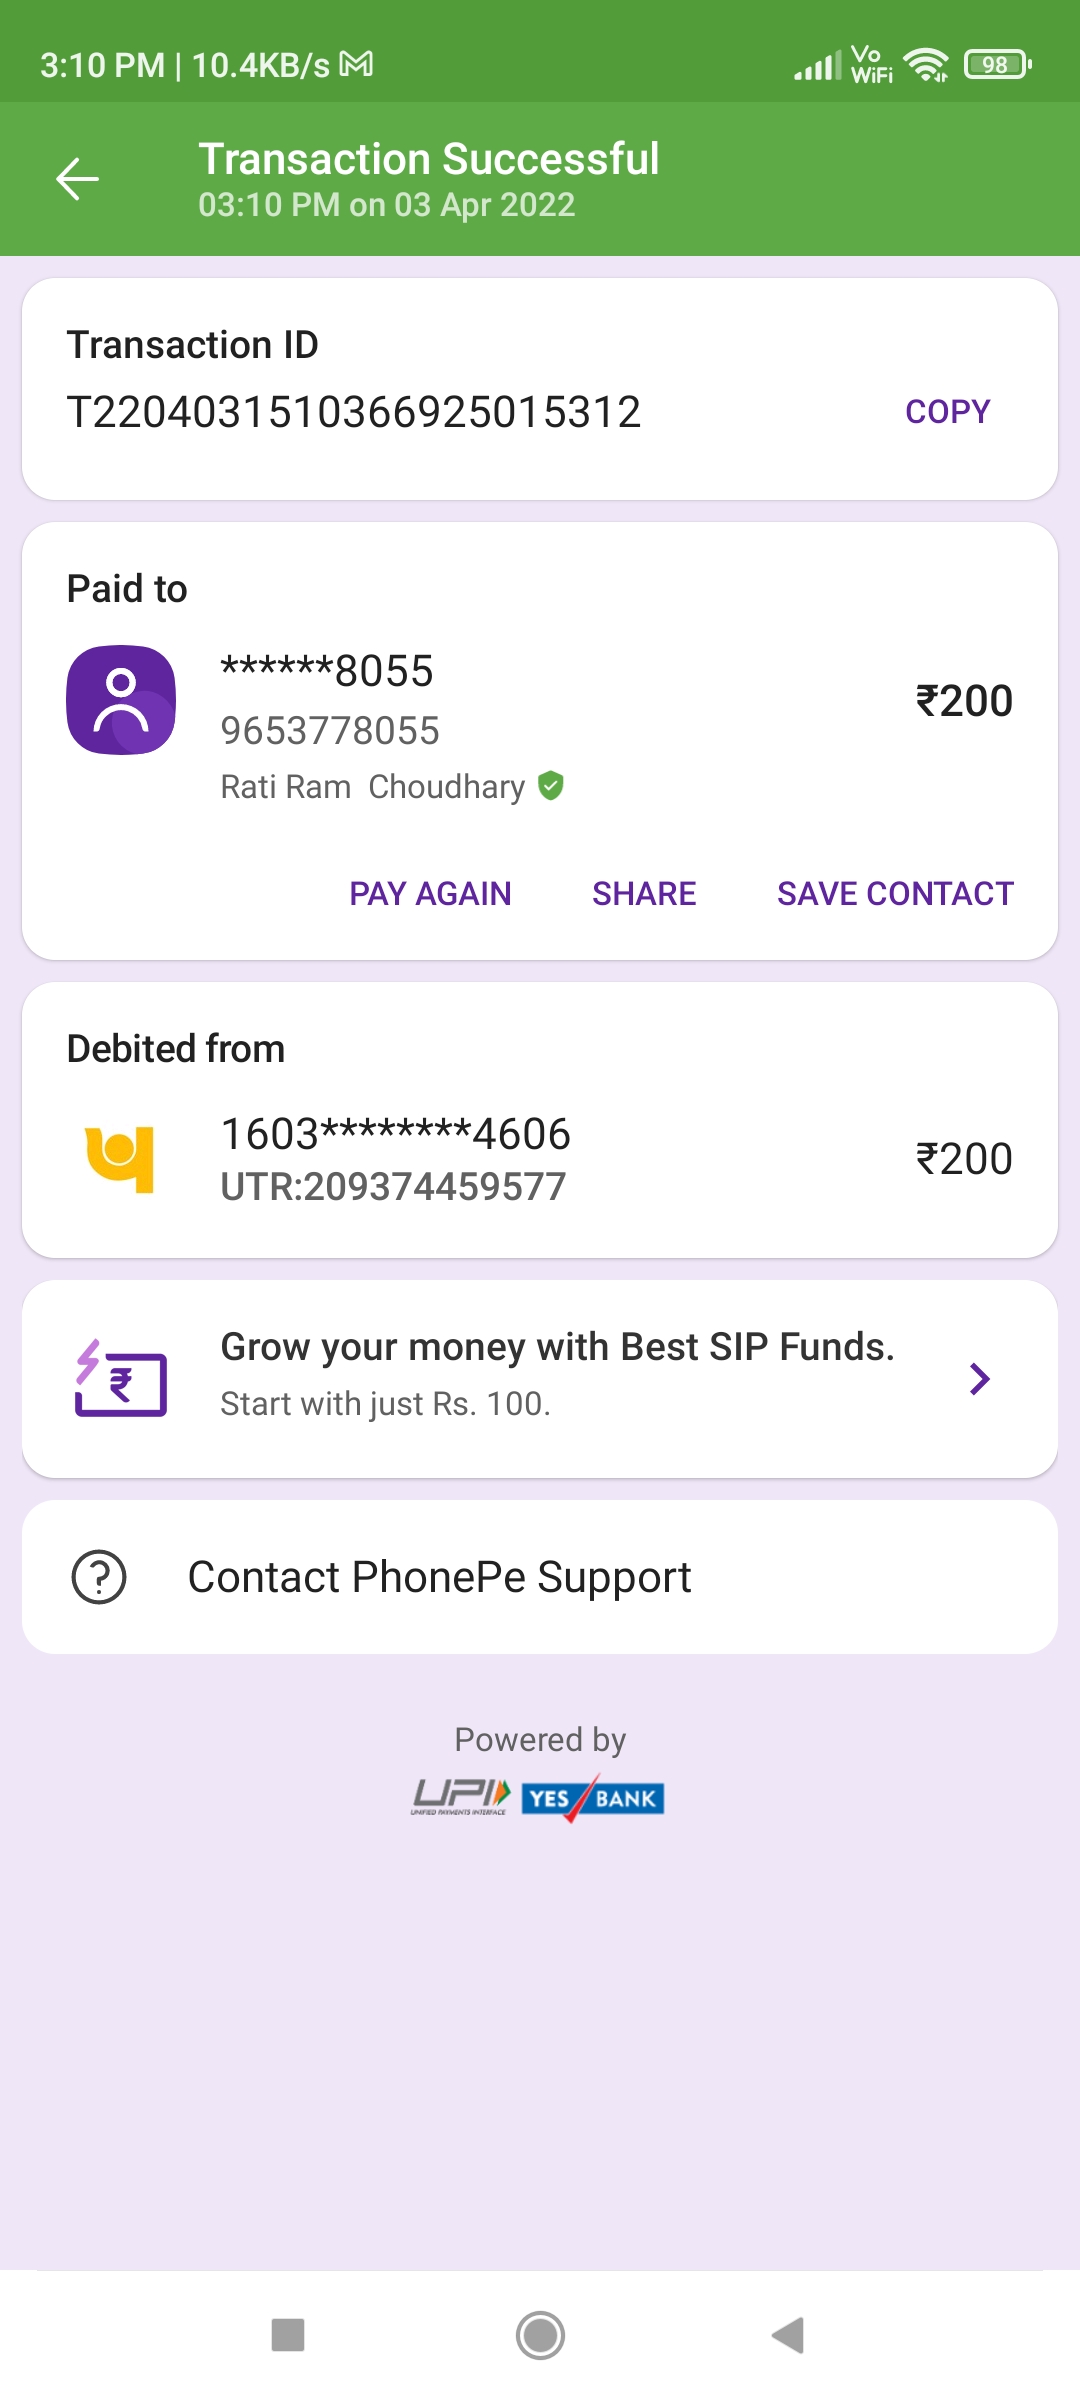 3:10 PM | 10.4KB/s
Vo
WiFi
98
Transaction Successful
03:10 PM on 03 Apr 2022
Transaction ID
T2204031510366925015312
COPY
Paid to
******8055
9653778055
₹200
Rati Ram  Choudhary
PAY AGAIN
SHARE
SAVE CONTACT
Debited from
1603********4606
UTR:209374459577
₹200
Grow your money with Best SIP Funds.
Start with just Rs. 100.
Contact PhonePe Support
Powered by
UPI
UNIFIED PAYMENTS INTERFACE
YES BANK